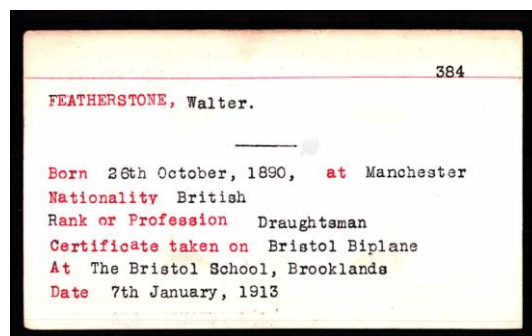 384
FEATHERSTONE, Walter.
Born 26th October, 1890, at Manchester
Nationality British
Rank or Profession Draughtsman
Certificate taken on Bristol Biplane
At The Bristol School, Brooklands
Date 7th January, 1913